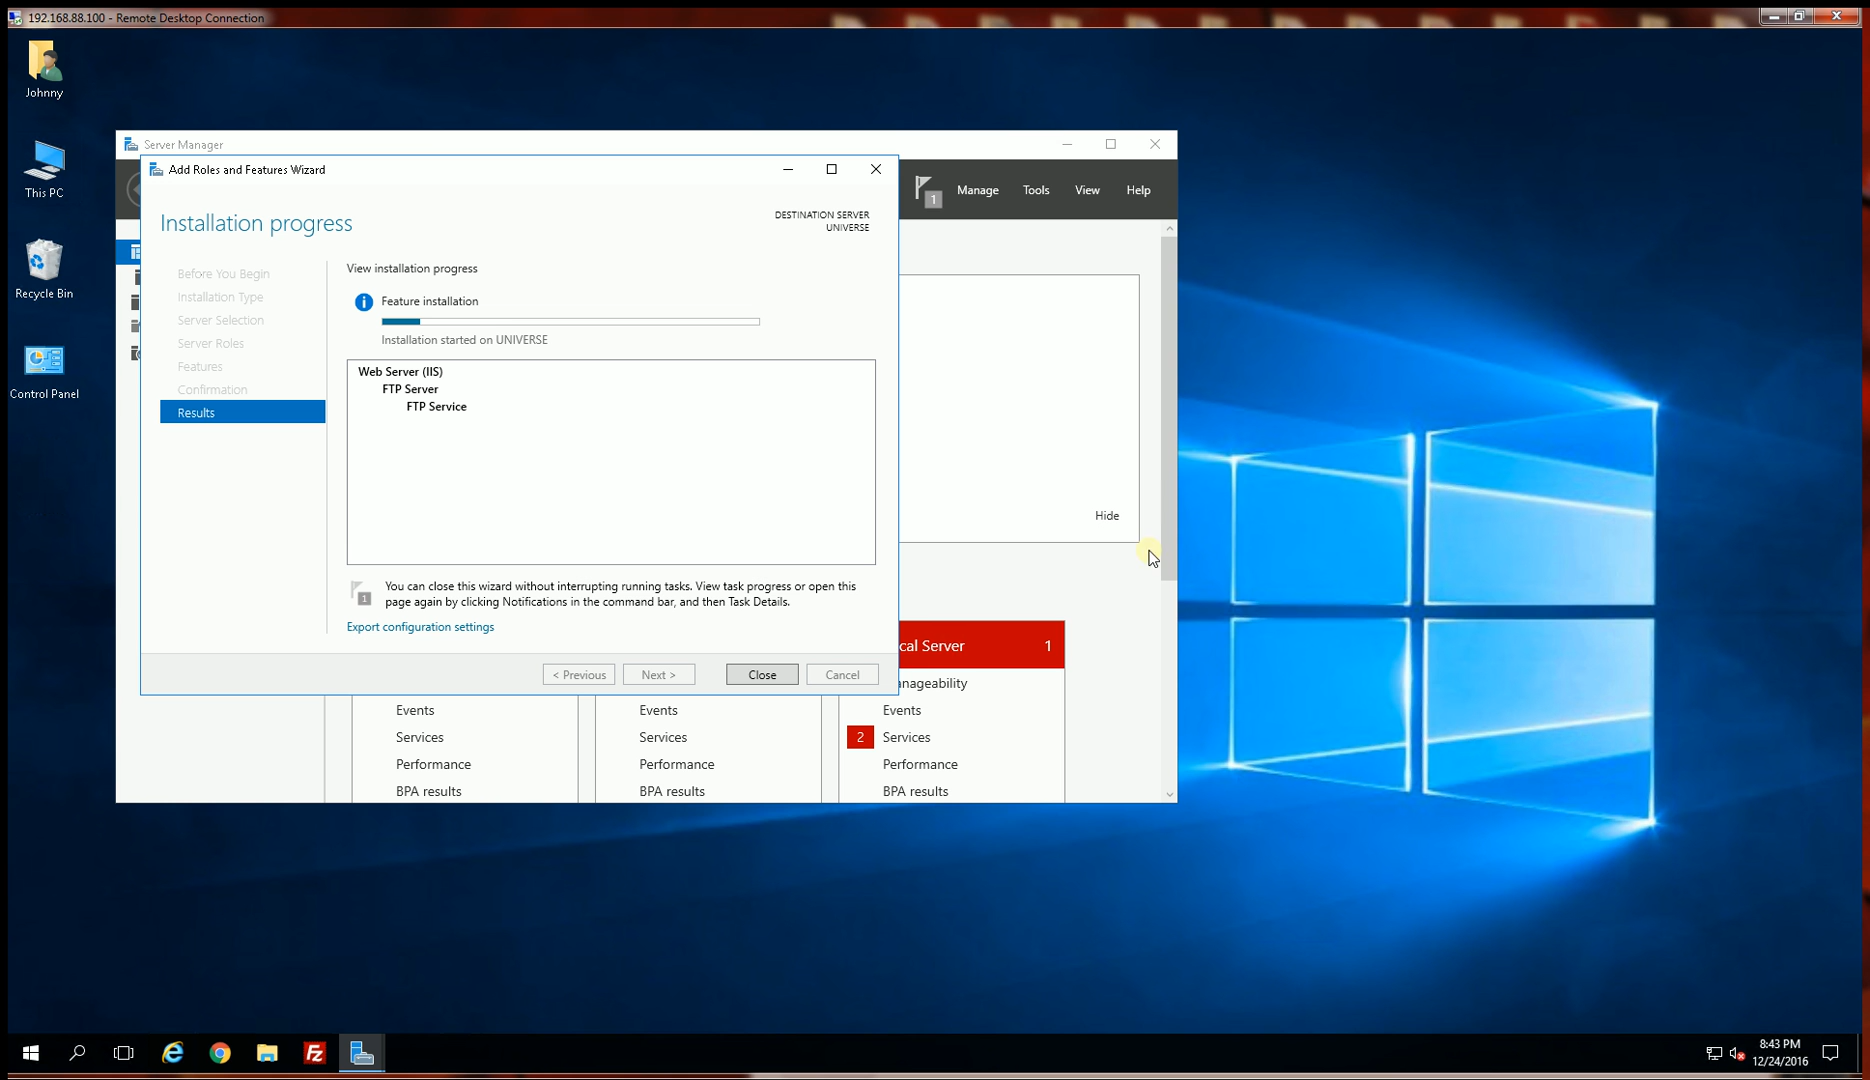 192.168.88.100 - Remote Desktop Connection
Johnny
This PC
Recycle Bin
Control Panel
Server Manager
1
Manage
Tools
View
Help
Add Roles and Features Wizard
Installation progress
DESTINATION SERVER
UNIVERSE
Before You Begin
Installation Type
Server Selection
Server Roles
Features
Confirmation
Results
View installation progress
Feature installation
Installation started on UNIVERSE
Web Server (IIS)
FTP Server
FTP Service
1
You can close this wizard without interrupting running tasks. View task progress or open this
page again by clicking Notifications in the command bar, and then Task Details.
Export configuration settings
< Previous
Next >
Close
Cancel
Hide
cal Server 1
anageability
Events
Services
Performance
BPA results
Events
Services
Performance
BPA results
Events
2 Services
Performance
BPA results
8:43 PM
12/24/2016